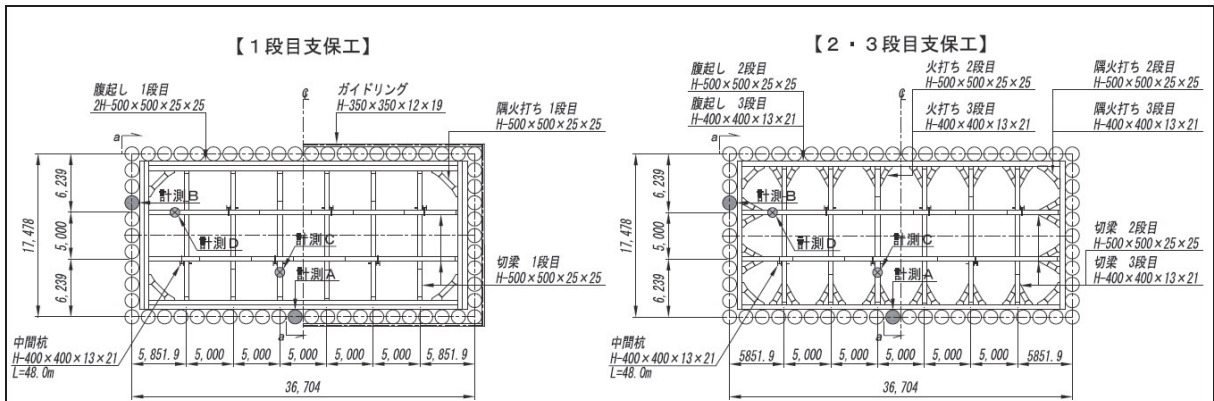 【1段目支保工】
腹起し 1段目
2H-500×500×25×25
ガイドリング
H-350×350×12×19
隅火打ち 1段目
H-500×500×25×25
℄
a
17,478
6,239
5,000
6,239
計測B
計測D
計測C
計測A
切梁 1段目
H-500×500×25×25
a
中間杭
H-400×400×13×21
L=48.0m
5,851.9
5,000
5,000
5,000
5,000
5,000
5,851.9
36,704
【2・3段目支保工】
腹起し 2段目
H-500×500×25×25
腹起し 3段目
H-400×400×13×21
火打ち 2段目
H-500×500×25×25
火打ち 3段目
H-400×400×13×21
隅火打ち 2段目
H-500×500×25×25
隅火打ち 3段目
H-400×400×13×21
℄
a
17,478
6,239
5,000
6,239
計測B
計測D
計測C
計測A
切梁 2段目
H-500×500×25×25
切梁 3段目
H-400×400×13×21
a
中間杭
H-400×400×13×21
L=48.0m
5851.9
5,000
5,000
5,000
5,000
5,000
5851.9
36,704